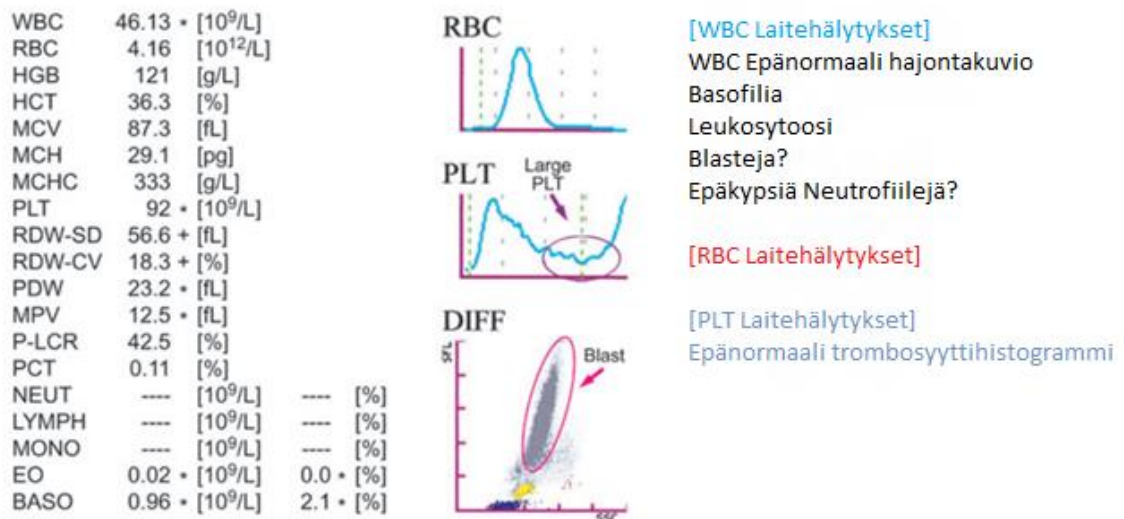 WBC 46.13 * [10⁹/L]
RBC 4.16 [10¹²/L]
HGB 121 [g/L]
HCT 36.3 [%]
MCV 87.3 [fL]
MCH 29.1 [pg]
MCHC 333 [g/L]
PLT 92 * [10⁹/L]
RDW-SD 56.6 + [fL]
RDW-CV 18.3 + [%]
PDW 23.2 * [fL]
MPV 12.5 * [fL]
P-LCR 42.5 [%]
PCT 0.11 [%]
NEUT ---- [10⁹/L] ---- [%]
LYMPH ---- [10⁹/L] ---- [%]
MONO ---- [10⁹/L] ---- [%]
EO 0.02 * [10⁹/L] 0.0 * [%]
BASO 0.96 * [10⁹/L] 2.1 * [%]
RBC
PLT
Large
PLT
DIFF
Blast
[WBC Laitehälytykset]
WBC Epänormaali hajontakuvio
Basofilia
Leukosytoosi
Blasteja?
Epäkypsiä Neutrofiilejä?
[RBC Laitehälytykset]
[PLT Laitehälytykset]
Epänormaali trombosyyttihistogrammi